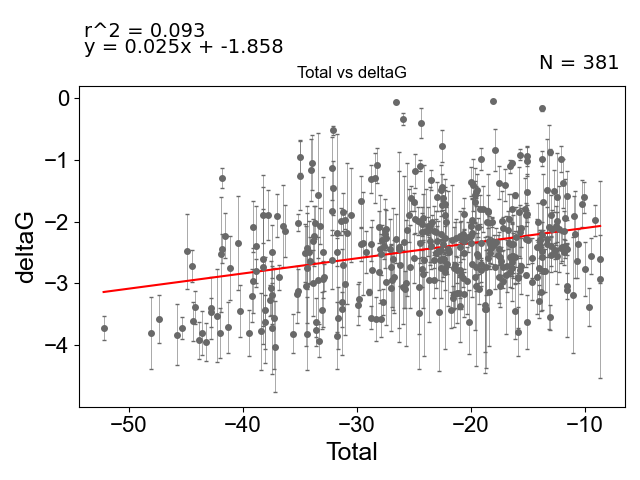 r^2 = 0.093
y = 0.025x + -1.858
N = 381
Total vs deltaG
deltaG
0
−1
−2
−3
−4
−50
−40
−30
−20
−10
Total